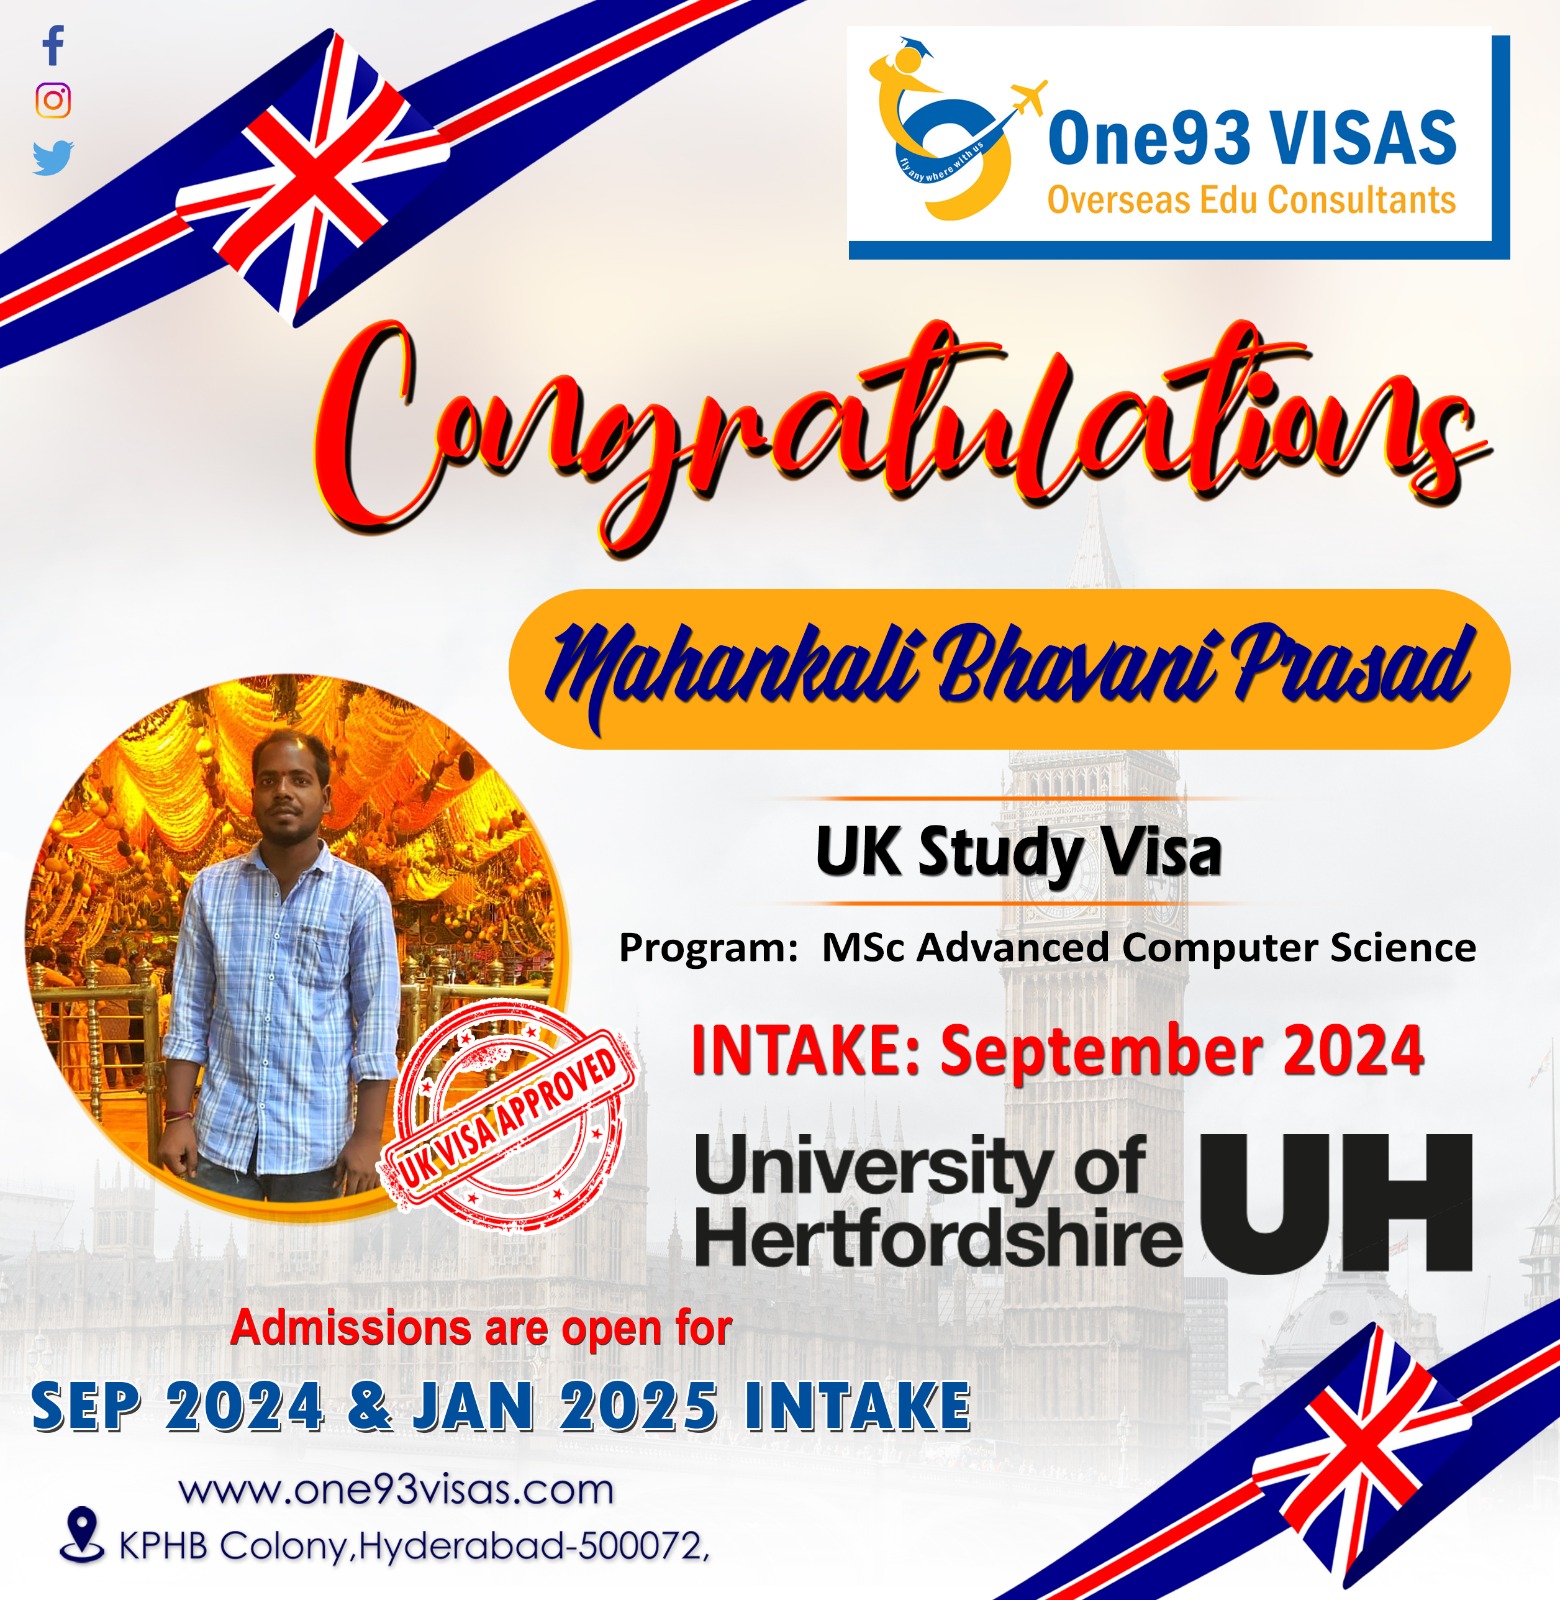 One93 VISAS
Overseas Edu Consultants
fly any where with us
Congratulations
Mahankali Bhavani Prasad
UK Study Visa
Program: MSc Advanced Computer Science
INTAKE: September 2024
UK VISA APPROVED
University of
Hertfordshire
UH
Admissions are open for
SEP 2024 & JAN 2025 INTAKE
www.one93visas.com
KPHB Colony,Hyderabad-500072,